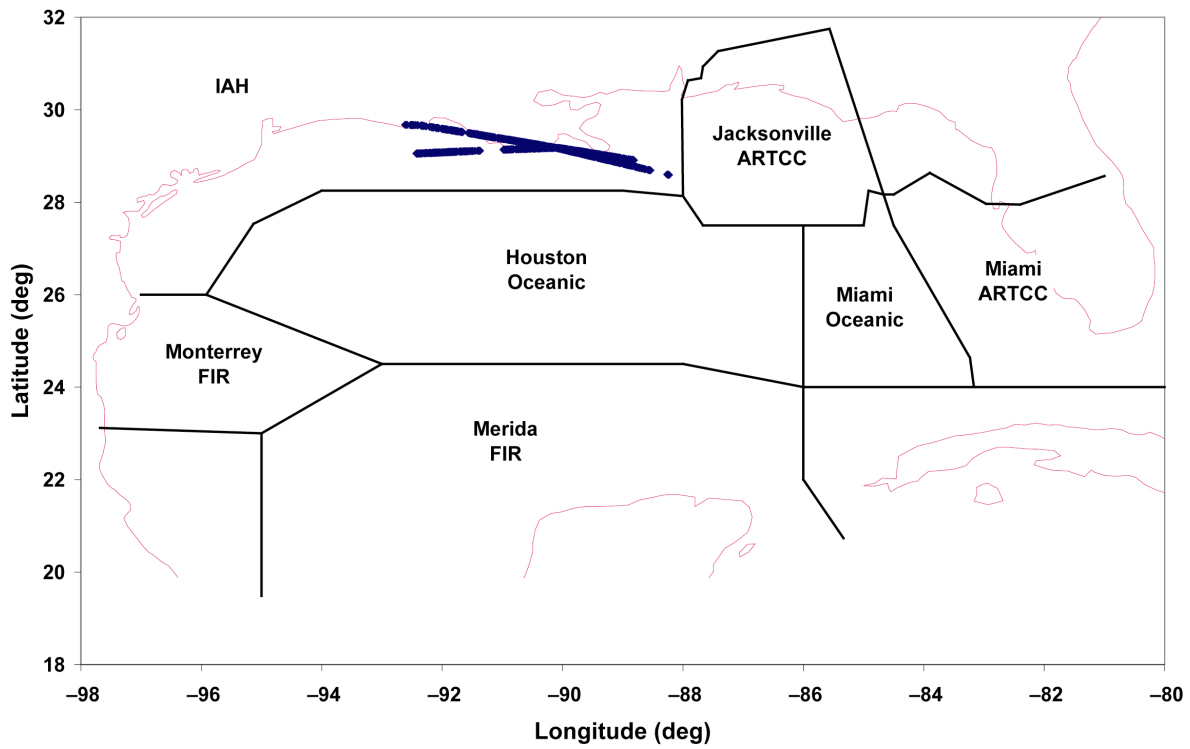 32
30
28
26
24
22
20
18
Latitude (deg)
IAH
Jacksonville
ARTCC
Houston
Oceanic
Miami
Oceanic
Miami
ARTCC
Monterrey
FIR
Merida
FIR
–98
–96
–94
–92
–90
–88
–86
–84
–82
–80
Longitude (deg)